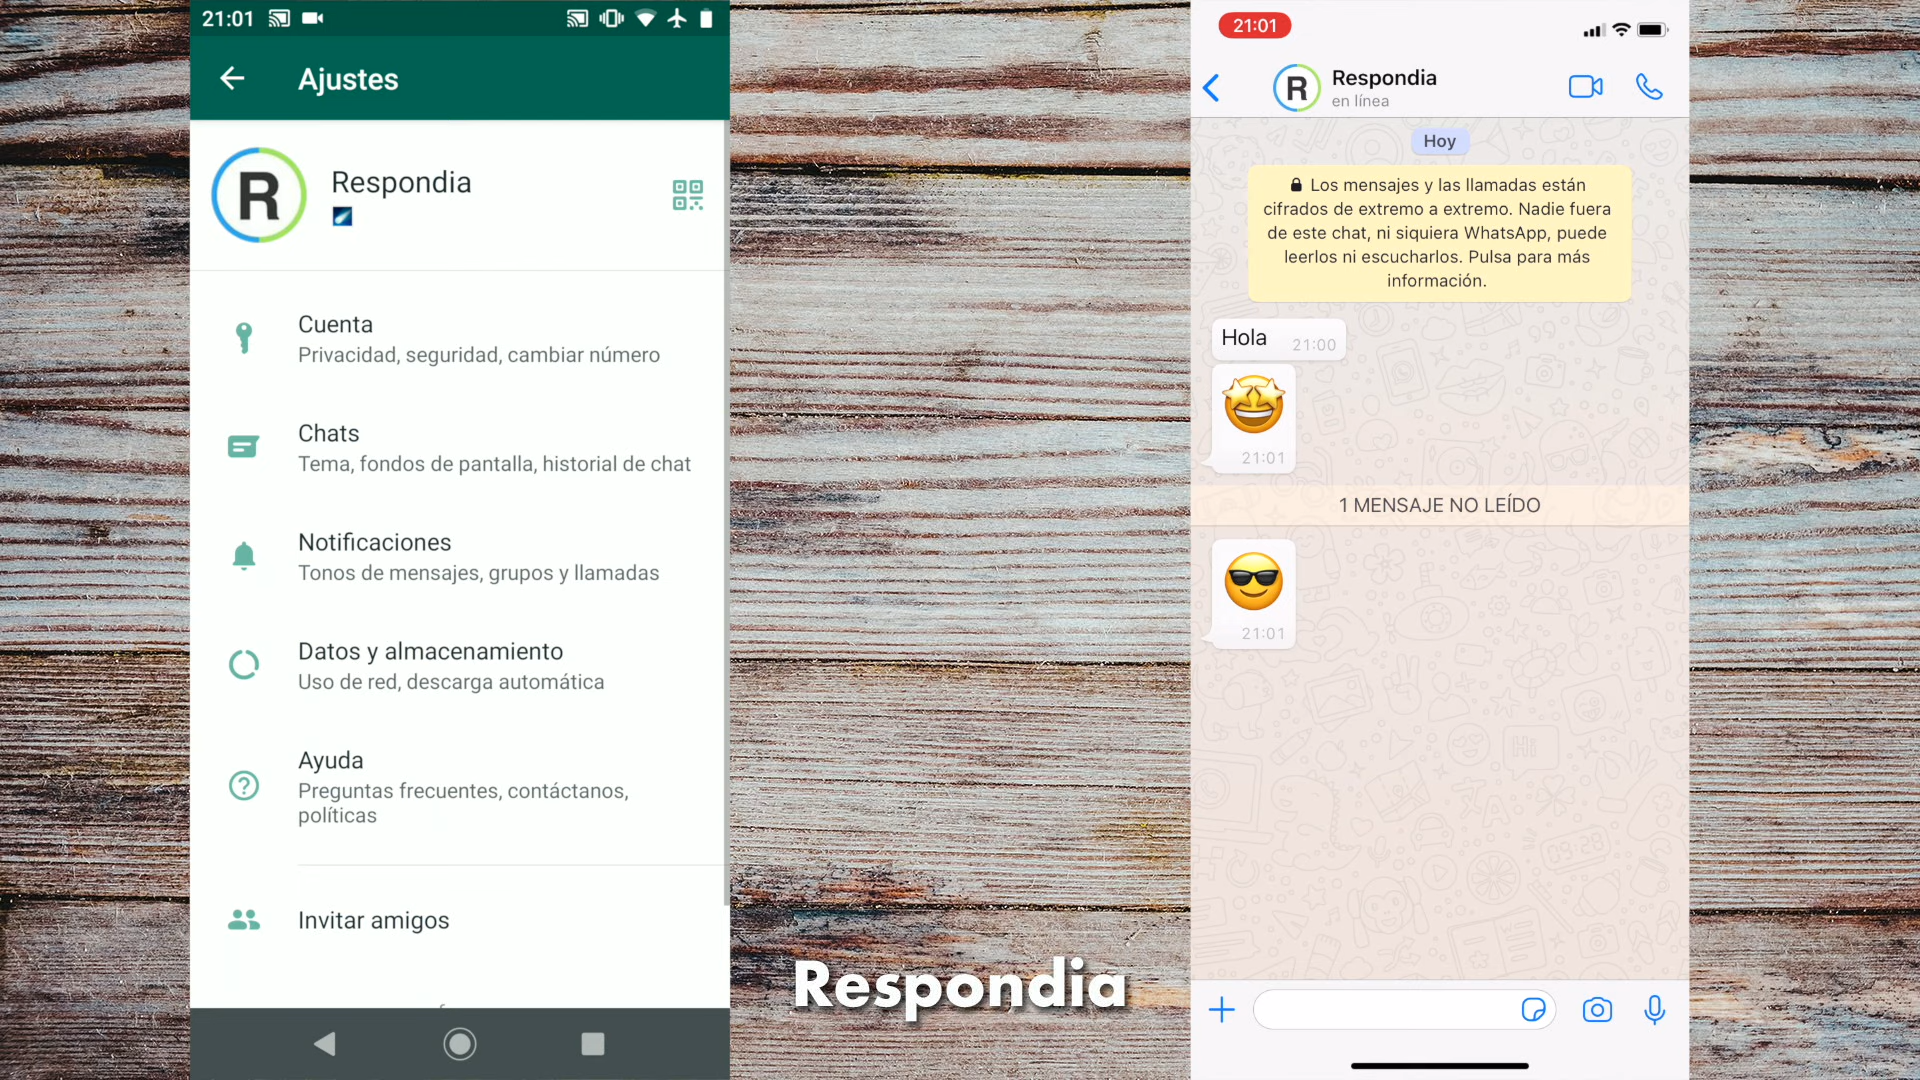 21:01
Ajustes
R
Respondia
Cuenta
Privacidad, seguridad, cambiar número
Chats
Tema, fondos de pantalla, historial de chat
Notificaciones
Tonos de mensajes, grupos y llamadas
Datos y almacenamiento
Uso de red, descarga automática
Ayuda
Preguntas frecuentes, contáctanos,
políticas
Invitar amigos
Respondia
21:01
R
Respondia
en línea
Hoy
Los mensajes y las llamadas están
cifrados de extremo a extremo. Nadie fuera
de este chat, ni siquiera WhatsApp, puede
leerlos ni escucharlos. Pulsa para más
información.
Hola
21:00
21:01
1 MENSAJE NO LEÍDO
21:01